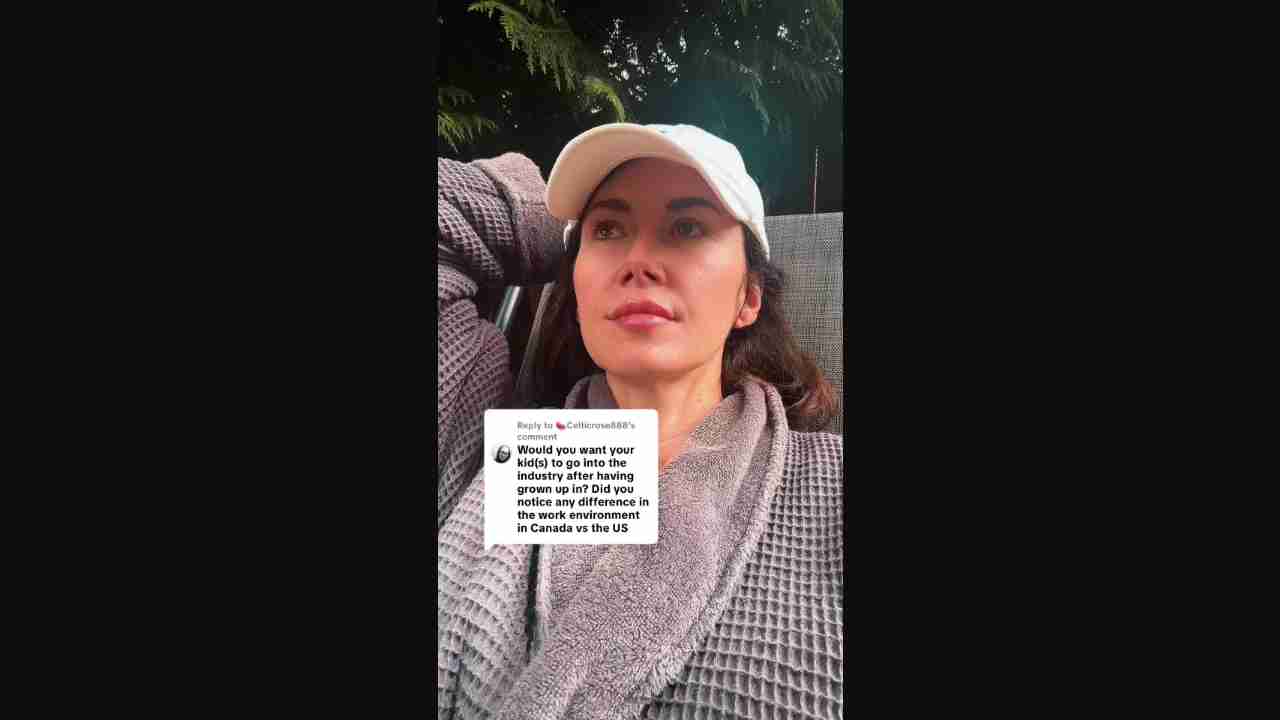 Reply to 🍉Celticrose888's
comment
Would you want your
kid(s) to go into the
industry after having
grown up in? Did you
notice any difference in
the work environment
in Canada vs the US